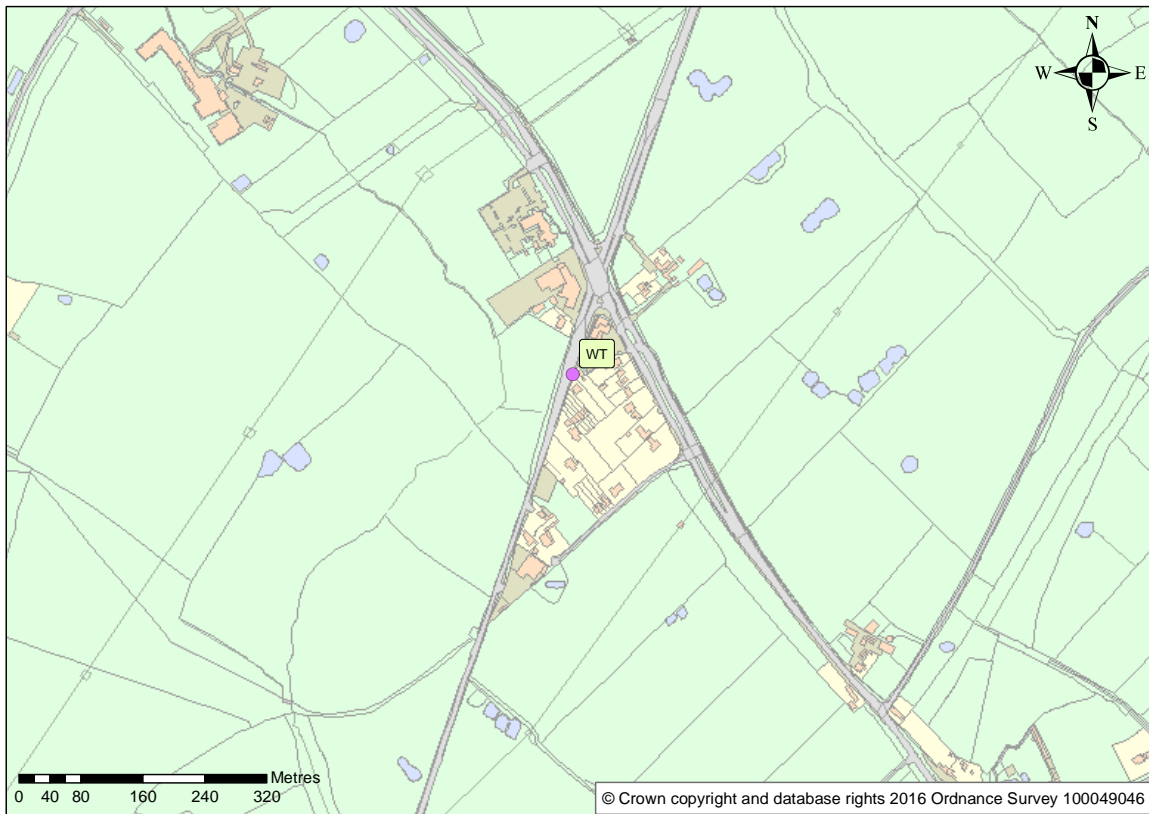 N
W E
S
WT
Metres
0 40 80 160 240 320
© Crown copyright and database rights 2016 Ordnance Survey 100049046